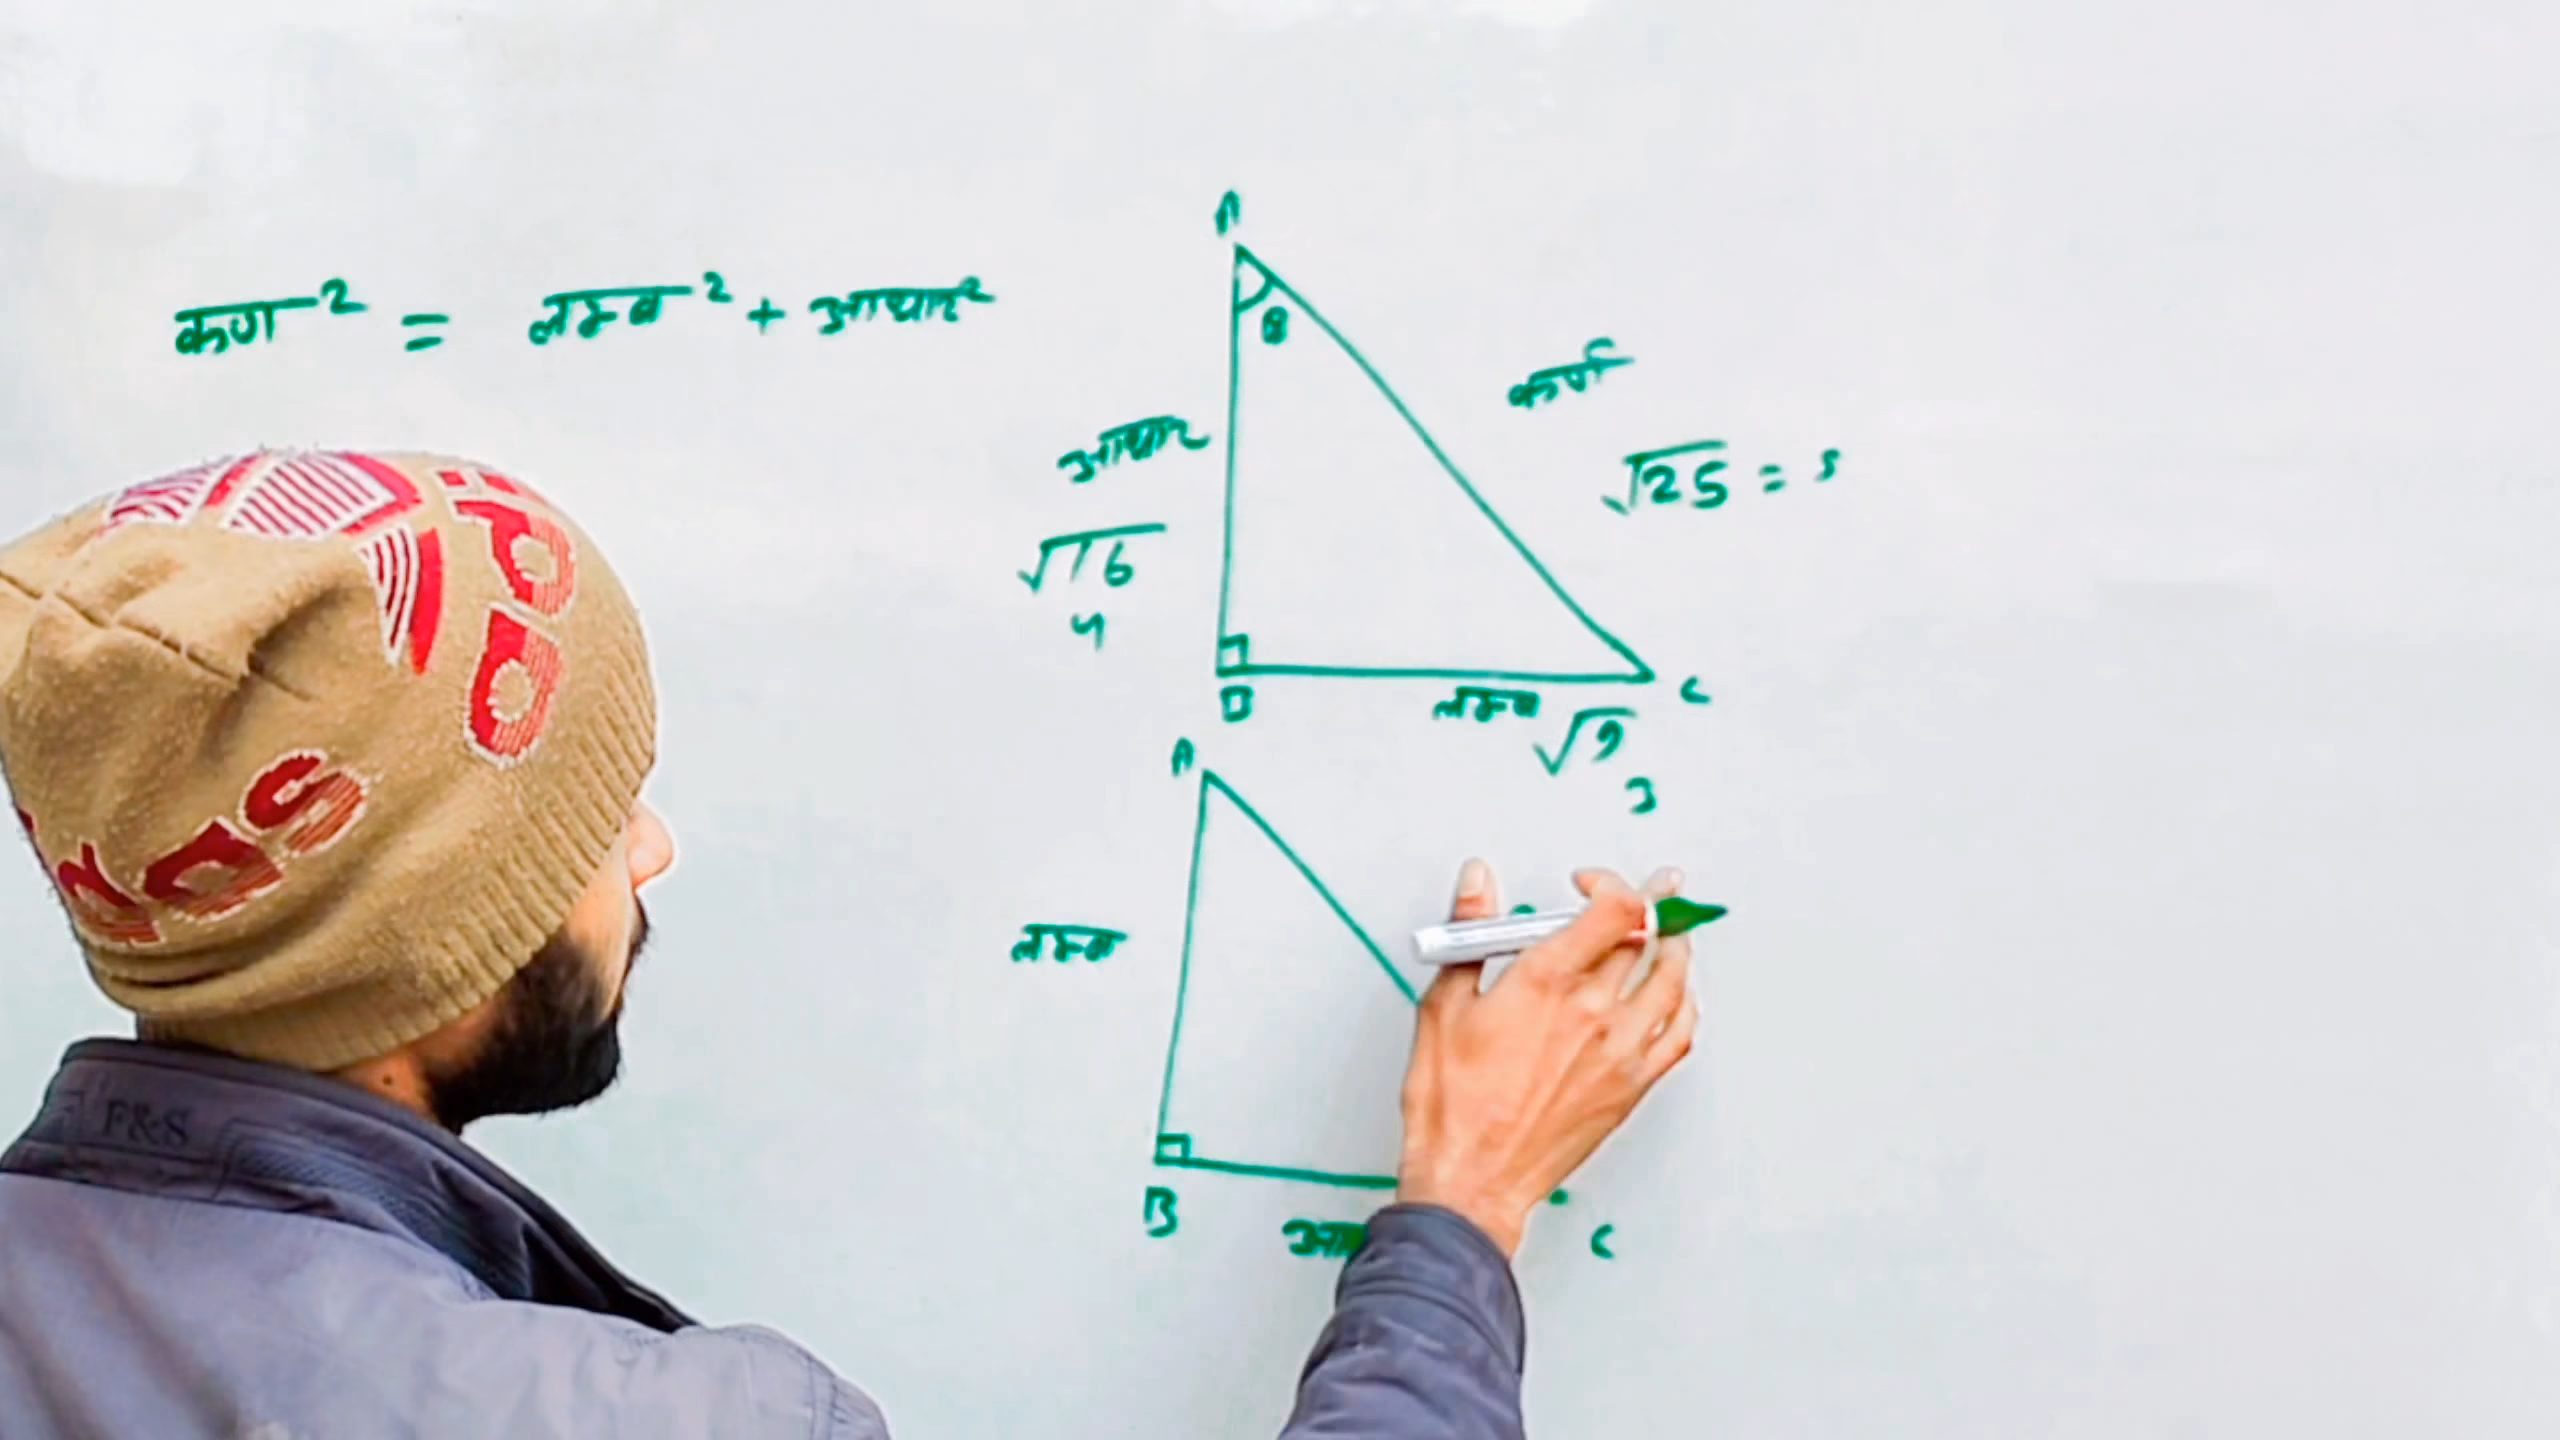 कर्ण² = लम्ब² + आधार²
A
θ
कर्ण
आधार
√25 = 5
√16
4
B
लम्ब
C
√9
3
A
लम्ब
B
C
F&S